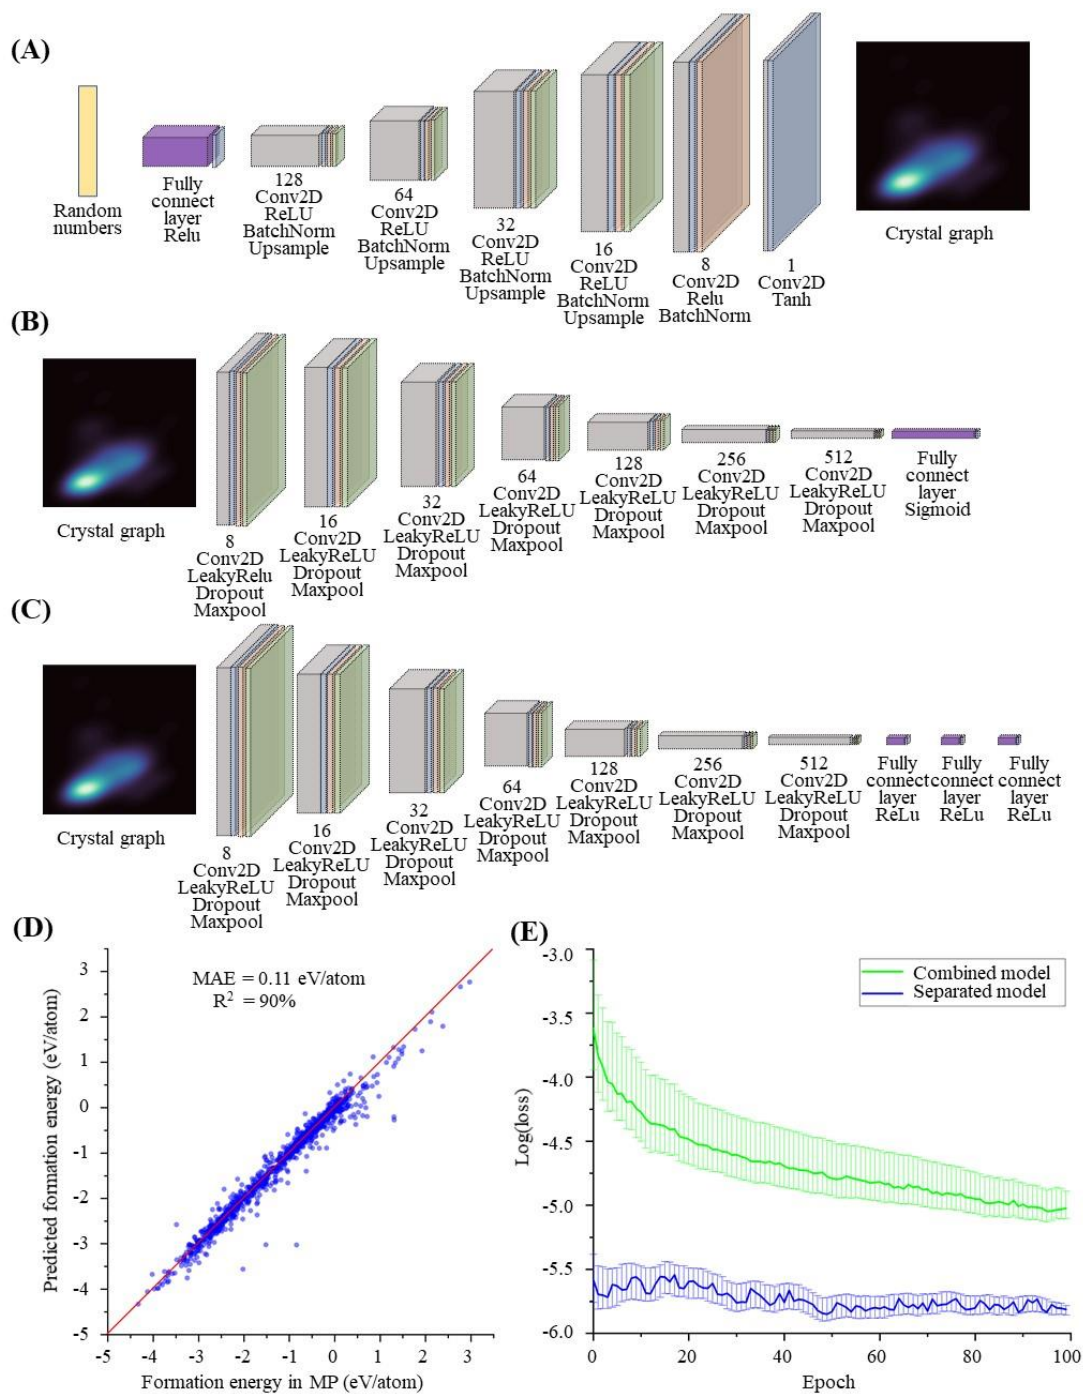 (A)
Random
numbers
Fully
connect
layer
Relu
128
Conv2D
ReLU
BatchNorm
Upsample
64
Conv2D
ReLU
BatchNorm
Upsample
32
Conv2D
ReLU
BatchNorm
Upsample
16
Conv2D
ReLU
BatchNorm
Upsample
8
Conv2D
Relu
BatchNorm
1
Conv2D
Tanh
Crystal graph
(B)
Crystal graph
8
Conv2D
LeakyRelu
Dropout
Maxpool
16
Conv2D
LeakyReLU
Dropout
Maxpool
32
Conv2D
LeakyReLU
Dropout
Maxpool
64
Conv2D
LeakyReLU
Dropout
Maxpool
128
Conv2D
LeakyReLU
Dropout
Maxpool
256
Conv2D
LeakyReLU
Dropout
Maxpool
512
Conv2D
LeakyReLU
Dropout
Maxpool
Fully
connect
layer
Sigmoid
(C)
Crystal graph
8
Conv2D
LeakyReLU
Dropout
Maxpool
16
Conv2D
LeakyReLU
Dropout
Maxpool
32
Conv2D
LeakyReLU
Dropout
Maxpool
64
Conv2D
LeakyReLU
Dropout
Maxpool
128
Conv2D
LeakyReLU
Dropout
Maxpool
256
Conv2D
LeakyReLU
Dropout
Maxpool
512
Conv2D
LeakyReLU
Dropout
Maxpool
Fully
connect
layer
ReLu
Fully
connect
layer
ReLu
Fully
connect
layer
ReLu
(D)
MAE = 0.11 eV/atom
R² = 90%
Predicted formation energy (eV/atom)
3
2
1
0
-1
-2
-3
-4
-5
-5 -4 -3 -2 -1 0 1 2 3
Formation energy in MP (eV/atom)
(E)
Combined model
Separated model
Log(loss)
-3.0
-3.5
-4.0
-4.5
-5.0
-5.5
-6.0
0 20 40 60 80 100
Epoch